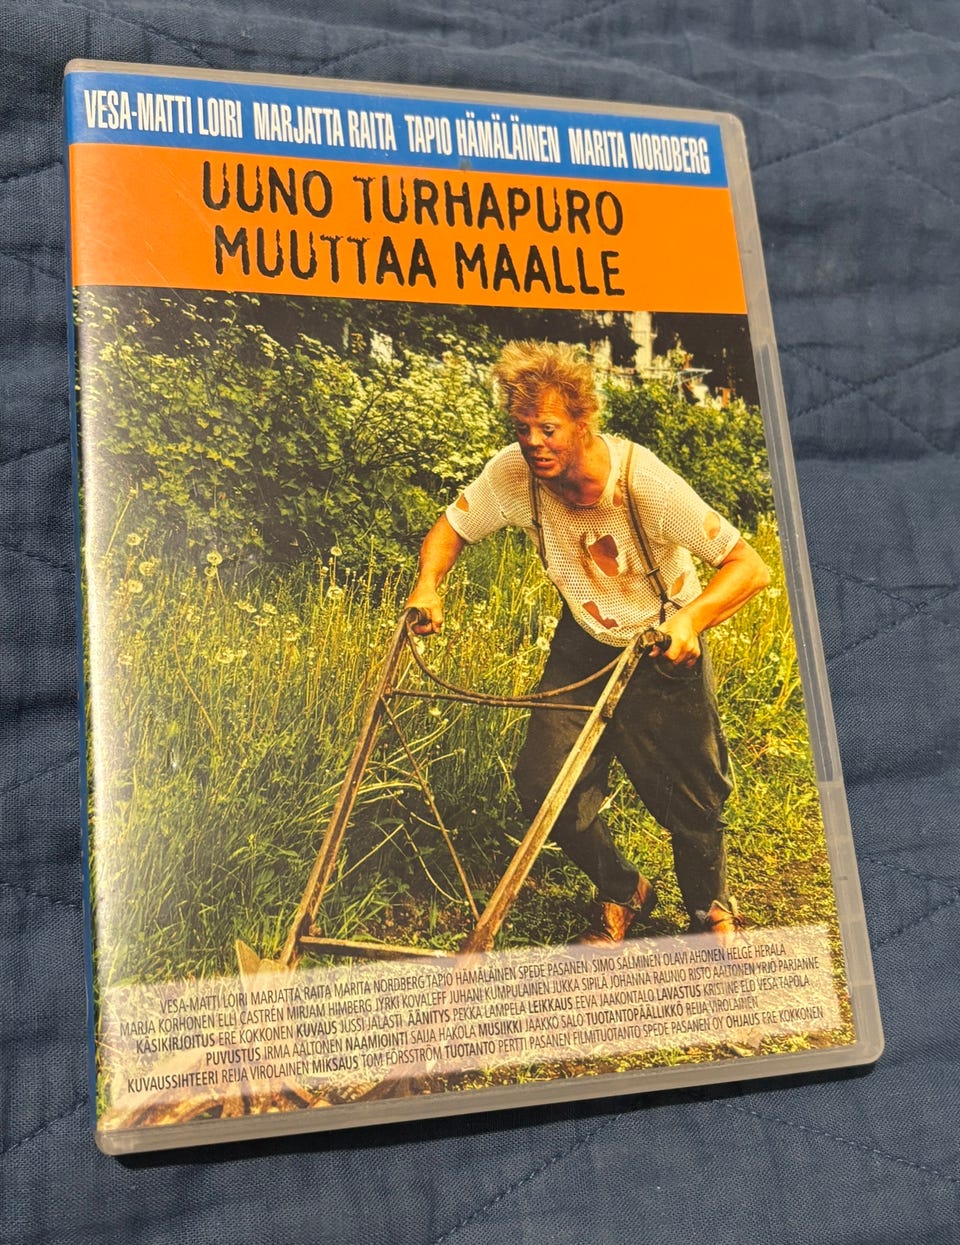 VESA-MATTI LOIRI MARJATTA RAITA TAPIO HÄMÄLÄINEN MARITA NORDBERG
UUNO TURHAPURO
MUUTTAA MAALLE
VESA-MATTI LOIRI MARJATTA RAITA MARITA NORDBERG TAPIO HÄMÄLÄINEN SPEDE PASANEN SIMO SALMINEN OLAVI AHONEN HELGE HERALA
MARJA KORHONEN ELLI CASTRÉN MIRJAM HIMBERG JYRKI KOVALEFF JUHANI KUMPULAINEN JUKKA SIPILÄ JOHANNA RAUNIO RISTO AALTONEN YRJÖ PARJANNE
KÄSIKIRJOITUS ERE KOKKONEN KUVAUS JUSSI JALASTI ÄÄNITYS PEKKA LAMPELA LEIKKAUS EEVA JAAKONTALO LAVASTUS KRISTINE ELO VESA TAPOLA
PUVUSTUS IRMA AALTONEN NAAMIOINTI SAIJA HAKOLA MUSIIKKI JAAKKO SALO TUOTANTOPÄÄLLIKKÖ REIJA VIROLAINEN
KUVAUSSIHTEERI REIJA VIROLAINEN MIKSAUS TOM FORSSTRÖM TUOTANTO PERTTI PASANEN FILMITUOTANTO SPEDE PASANEN OY OHJAUS ERE KOKKONEN